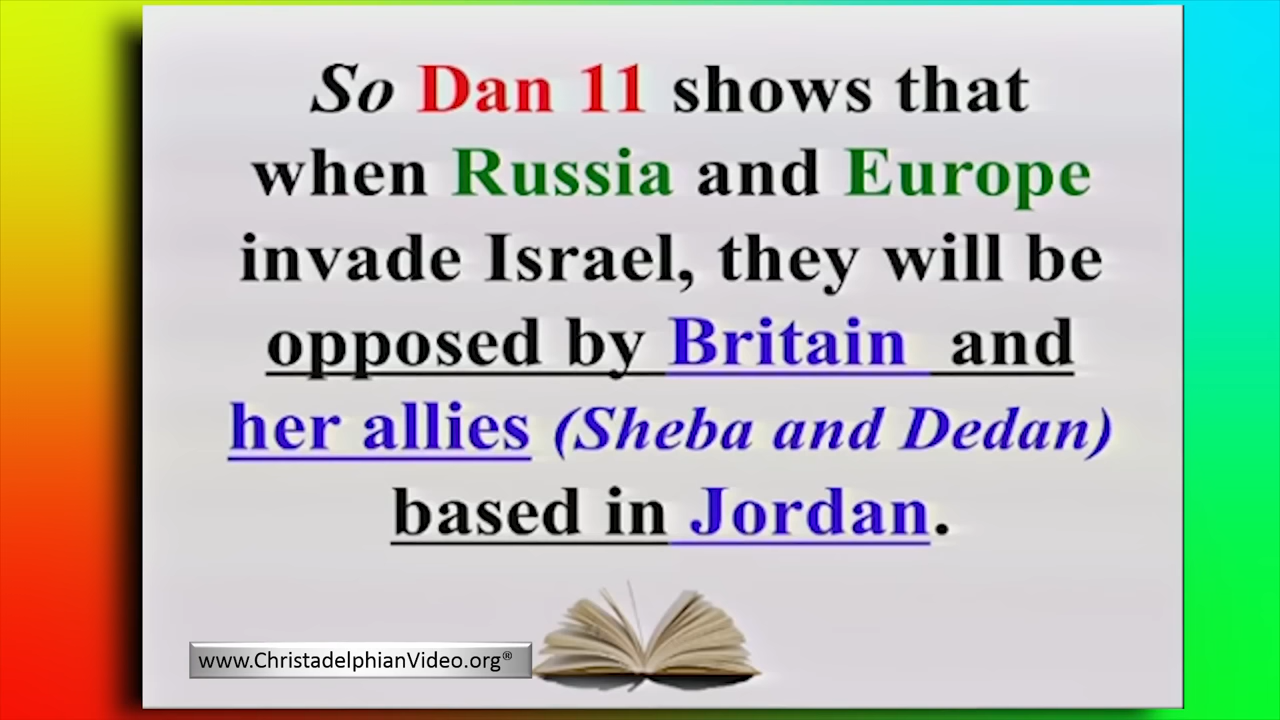 So Dan 11 shows that
when Russia and Europe
invade Israel, they will be
opposed by Britain and
her allies (Sheba and Dedan)
based in Jordan.
www.ChristadelphianVideo.org®